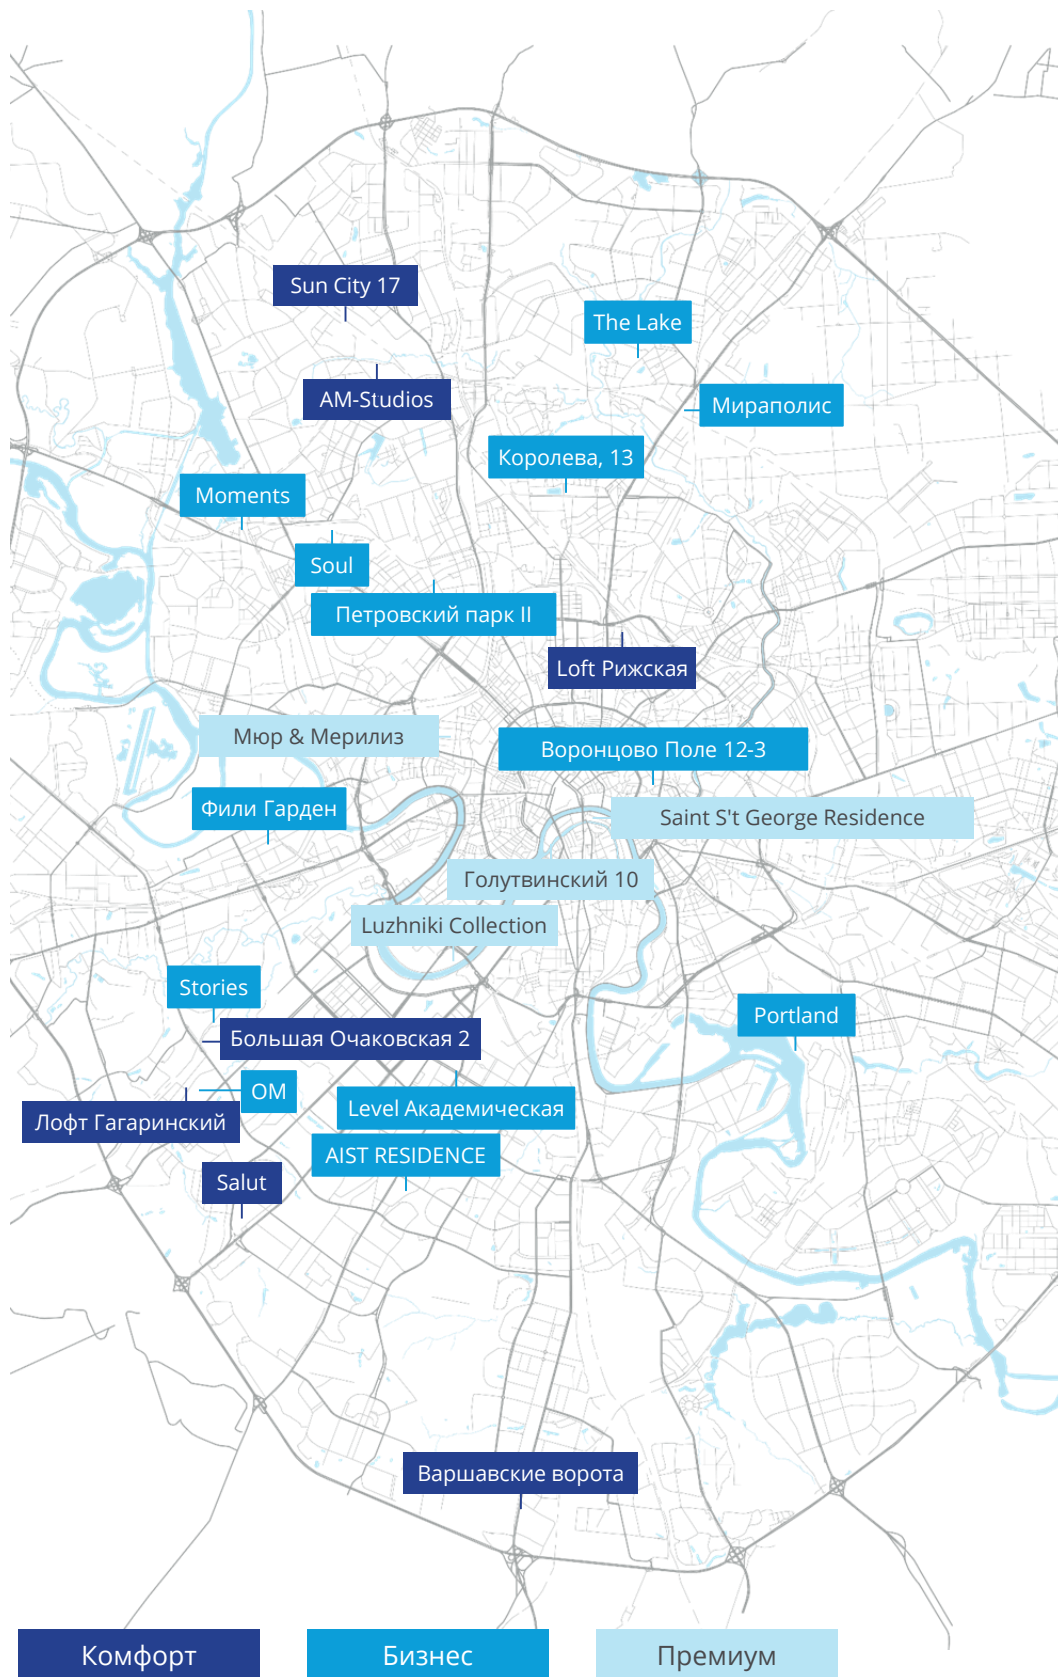 Sun City 17
The Lake
AM-Studios
Мираполис
Королева, 13
Moments
Soul
Петровский парк II
Loft Рижская
Мюр & Мерилиз
Воронцово Поле 12-3
Фили Гарден
Saint S't George Residence
Голутвинский 10
Luzhniki Collection
Stories
Portland
Большая Очаковская 2
ОМ
Level Академическая
Лофт Гагаринский
AIST RESIDENCE
Salut
Варшавские ворота
Комфорт
Бизнес
Премиум